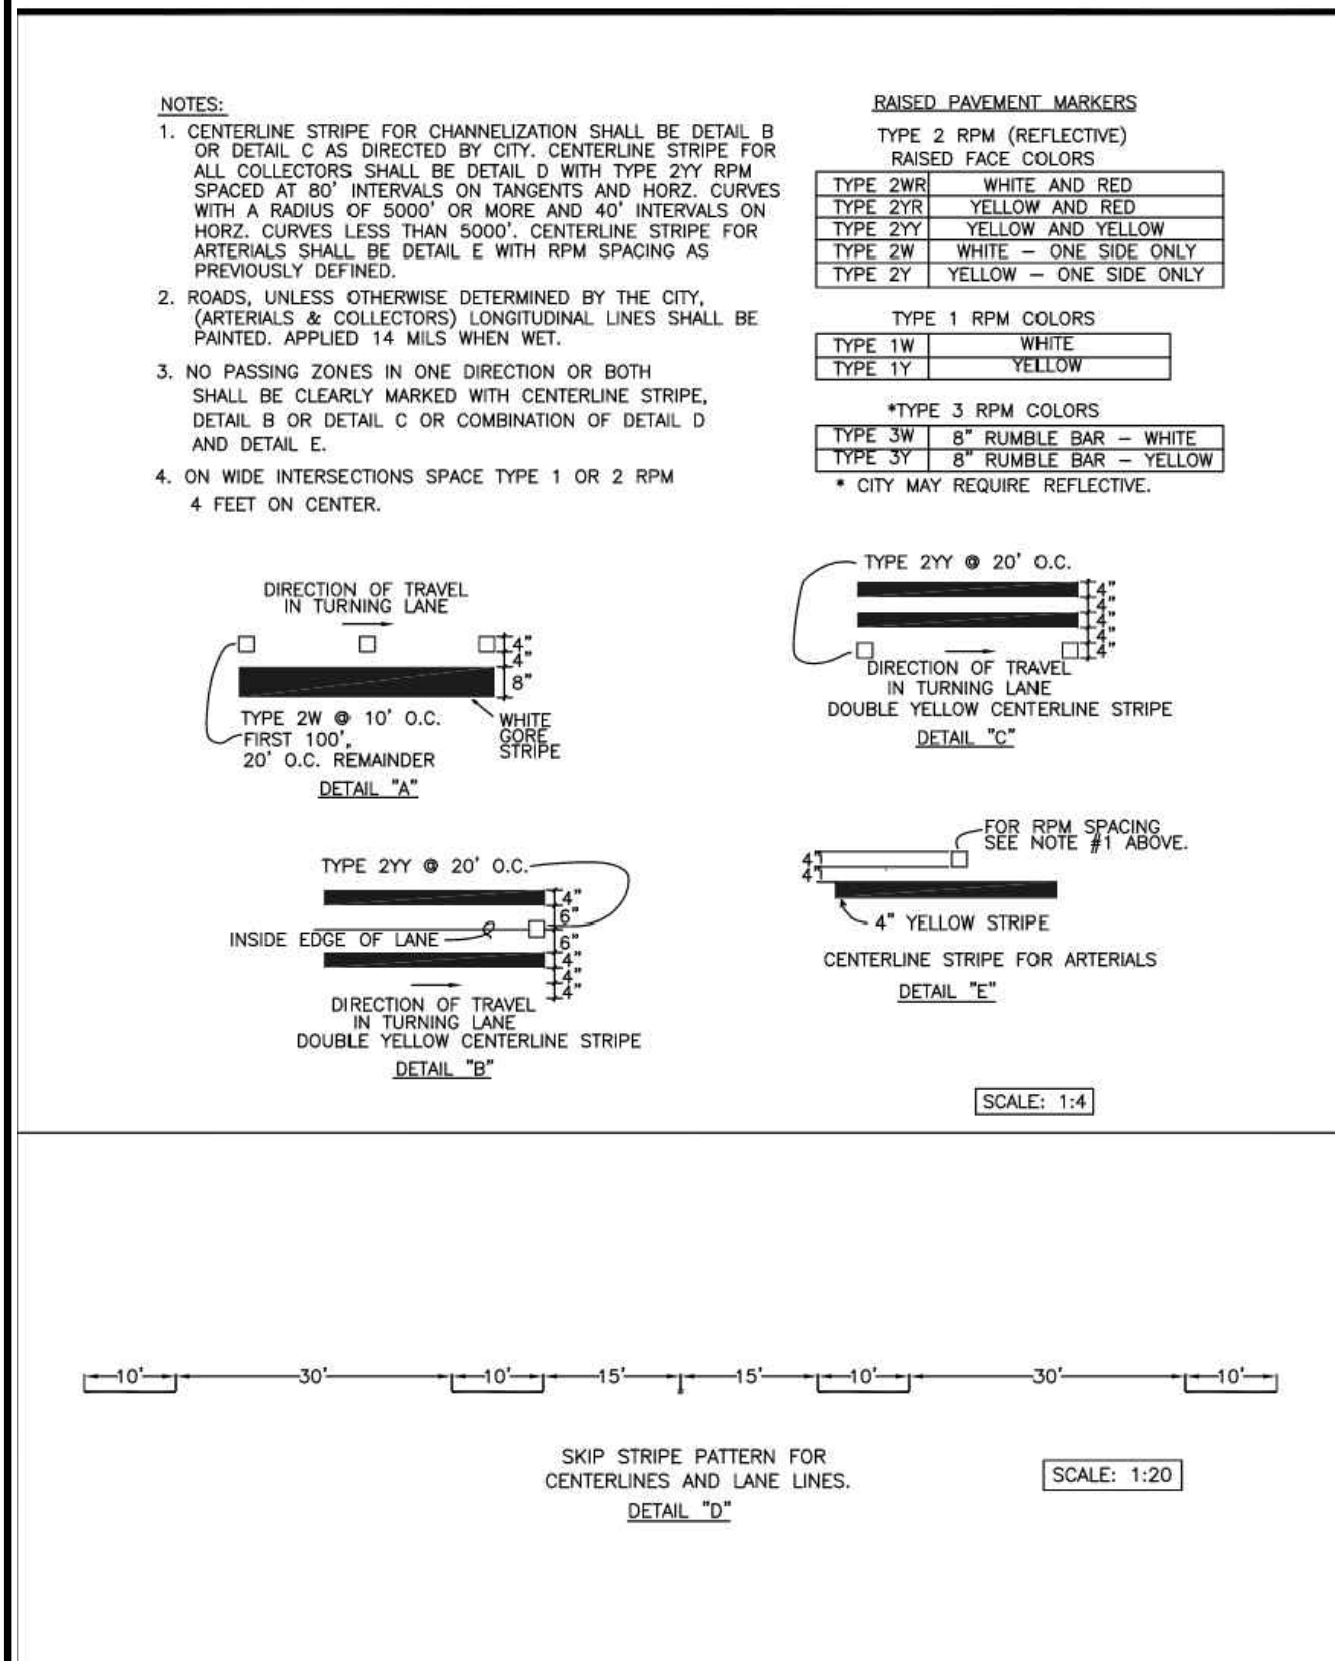 NOTES:
1. CENTERLINE STRIPE FOR CHANNELIZATION SHALL BE DETAIL B
OR DETAIL C AS DIRECTED BY CITY. CENTERLINE STRIPE FOR
ALL COLLECTORS SHALL BE DETAIL D WITH TYPE 2YY RPM
SPACED AT 80' INTERVALS ON TANGENTS AND HORZ. CURVES
WITH A RADIUS OF 5000' OR MORE AND 40' INTERVALS ON
HORZ. CURVES LESS THAN 5000'. CENTERLINE STRIPE FOR
ARTERIALS SHALL BE DETAIL E WITH RPM SPACING AS
PREVIOUSLY DEFINED.
2. ROADS, UNLESS OTHERWISE DETERMINED BY THE CITY,
(ARTERIALS & COLLECTORS) LONGITUDINAL LINES SHALL BE
PAINTED. APPLIED 14 MILS WHEN WET.
3. NO PASSING ZONES IN ONE DIRECTION OR BOTH
SHALL BE CLEARLY MARKED WITH CENTERLINE STRIPE,
DETAIL B OR DETAIL C OR COMBINATION OF DETAIL D
AND DETAIL E.
4. ON WIDE INTERSECTIONS SPACE TYPE 1 OR 2 RPM
4 FEET ON CENTER.
RAISED PAVEMENT MARKERS
TYPE 2 RPM (REFLECTIVE)
RAISED FACE COLORS
TYPE 2WR WHITE AND RED
TYPE 2YR YELLOW AND RED
TYPE 2YY YELLOW AND YELLOW
TYPE 2W WHITE – ONE SIDE ONLY
TYPE 2Y YELLOW – ONE SIDE ONLY
TYPE 1 RPM COLORS
TYPE 1W WHITE
TYPE 1Y YELLOW
*TYPE 3 RPM COLORS
TYPE 3W 8" RUMBLE BAR – WHITE
TYPE 3Y 8" RUMBLE BAR – YELLOW
* CITY MAY REQUIRE REFLECTIVE.
DIRECTION OF TRAVEL
IN TURNING LANE
4"
4"
8"
TYPE 2W @ 10' O.C.
FIRST 100',
20' O.C. REMAINDER
WHITE
GORE
STRIPE
DETAIL "A"
TYPE 2YY @ 20' O.C.
4"
4"
4"
4"
4"
DIRECTION OF TRAVEL
IN TURNING LANE
DOUBLE YELLOW CENTERLINE STRIPE
DETAIL "C"
TYPE 2YY @ 20' O.C.
4"
6"
INSIDE EDGE OF LANE
6"
4"
4"
4"
DIRECTION OF TRAVEL
IN TURNING LANE
DOUBLE YELLOW CENTERLINE STRIPE
DETAIL "B"
FOR RPM SPACING
SEE NOTE #1 ABOVE.
4"
4"
4" YELLOW STRIPE
CENTERLINE STRIPE FOR ARTERIALS
DETAIL "E"
SCALE: 1:4
10' 30' 10' 15' 15' 10' 30' 10'
SKIP STRIPE PATTERN FOR
CENTERLINES AND LANE LINES.
DETAIL "D"
SCALE: 1:20